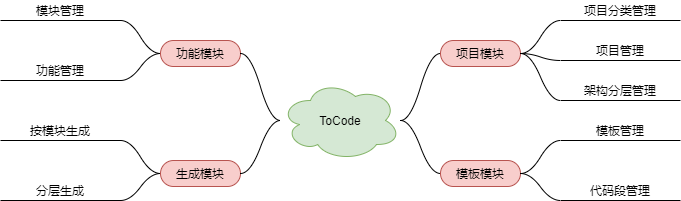 模块管理
功能管理
功能模块
按模块生成
分层生成
生成模块
ToCode
项目模块
项目分类管理
项目管理
架构分层管理
模板模块
模板管理
代码段管理